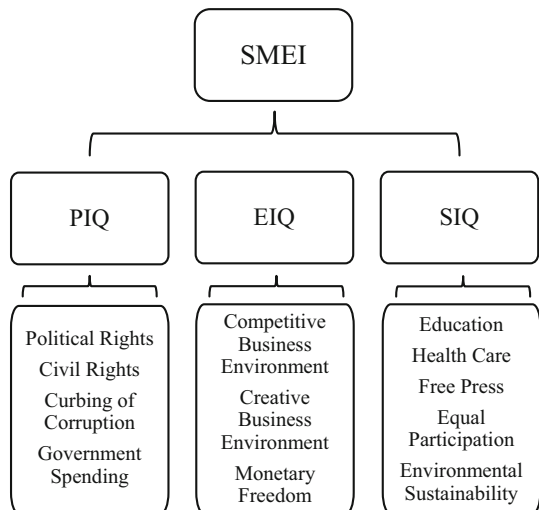 SMEI
PIQ
EIQ
SIQ
Political Rights
Civil Rights
Curbing of
Corruption
Government
Spending
Competitive
Business
Environment
Creative
Business
Environment
Monetary
Freedom
Education
Health Care
Free Press
Equal
Participation
Environmental
Sustainability